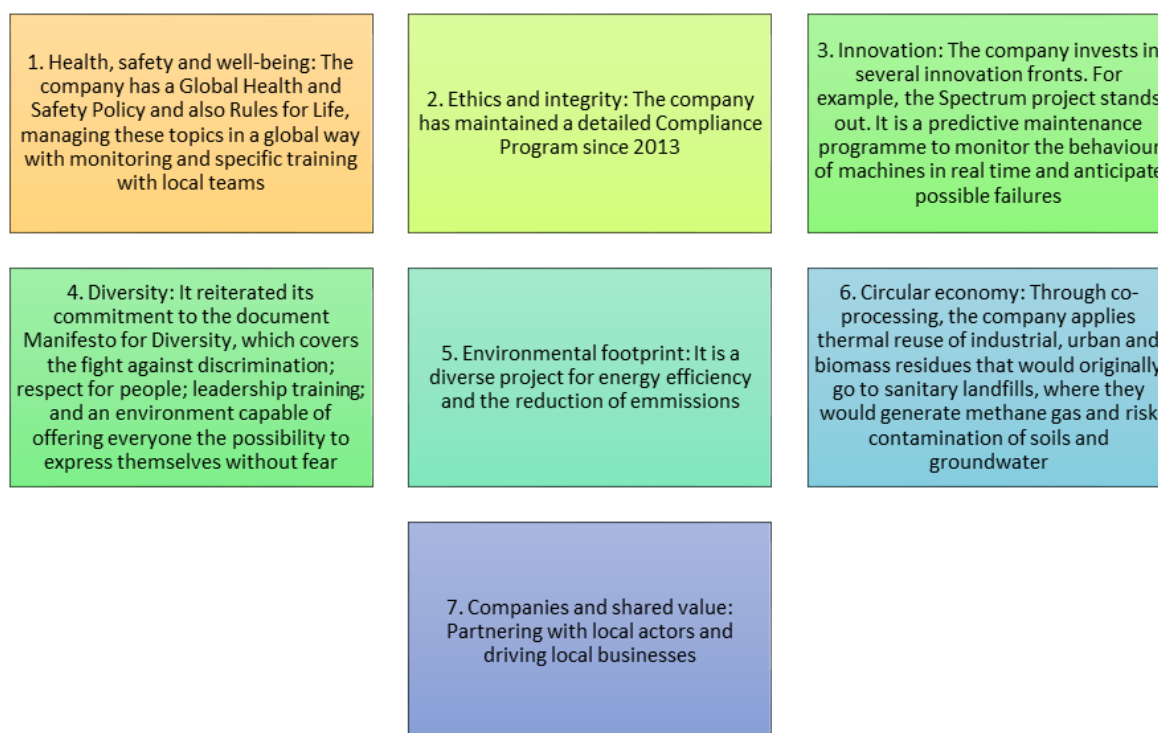 1. Health, safety and well-being: The
company has a Global Health and
Safety Policy and also Rules for Life,
managing these topics in a global way
with monitoring and specific training
with local teams
2. Ethics and integrity: The company
has maintained a detailed Compliance
Program since 2013
3. Innovation: The company invests in
several innovation fronts. For
example, the Spectrum project stands
out. It is a predictive maintenance
programme to monitor the behaviour
of machines in real time and anticipate
possible failures
4. Diversity: It reiterated its
commitment to the document
Manifesto for Diversity, which covers
the fight against discrimination;
respect for people; leadership training;
and an environment capable of
offering everyone the possibility to
express themselves without fear
5. Environmental footprint: It is a
diverse project for energy efficiency
and the reduction of emmissions
6. Circular economy: Through co-
processing, the company applies
thermal reuse of industrial, urban and
biomass residues that would originally
go to sanitary landfills, where they
would generate methane gas and risk
contamination of soils and
groundwater
7. Companies and shared value:
Partnering with local actors and
driving local businesses